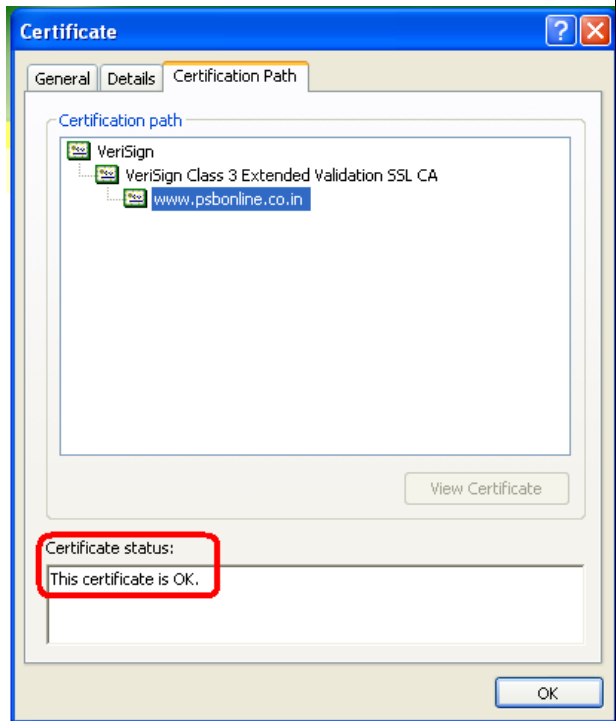 Certificate
General Details Certification Path
Certification path
VeriSign
VeriSign Class 3 Extended Validation SSL CA
www.psbonline.co.in
View Certificate
Certificate status:
This certificate is OK.
OK